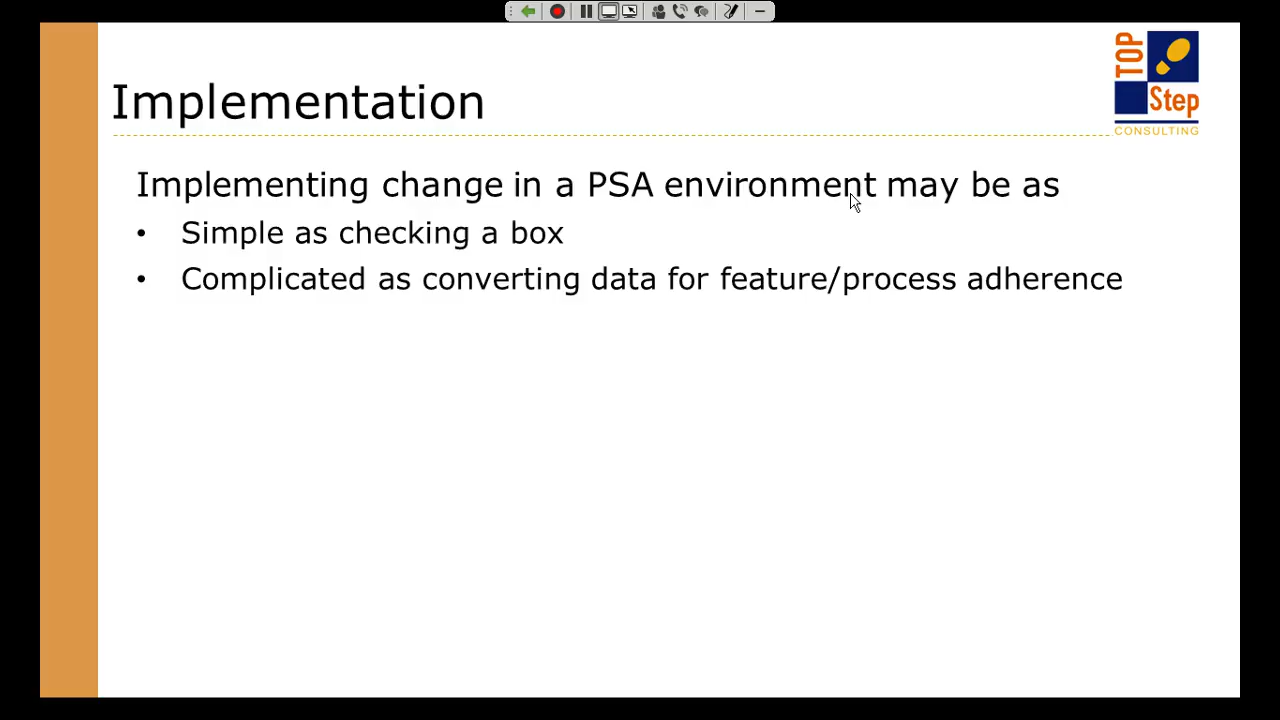 TOP
Step
CONSULTING
Implementation
Implementing change in a PSA environment may be as
• Simple as checking a box
• Complicated as converting data for feature/process adherence